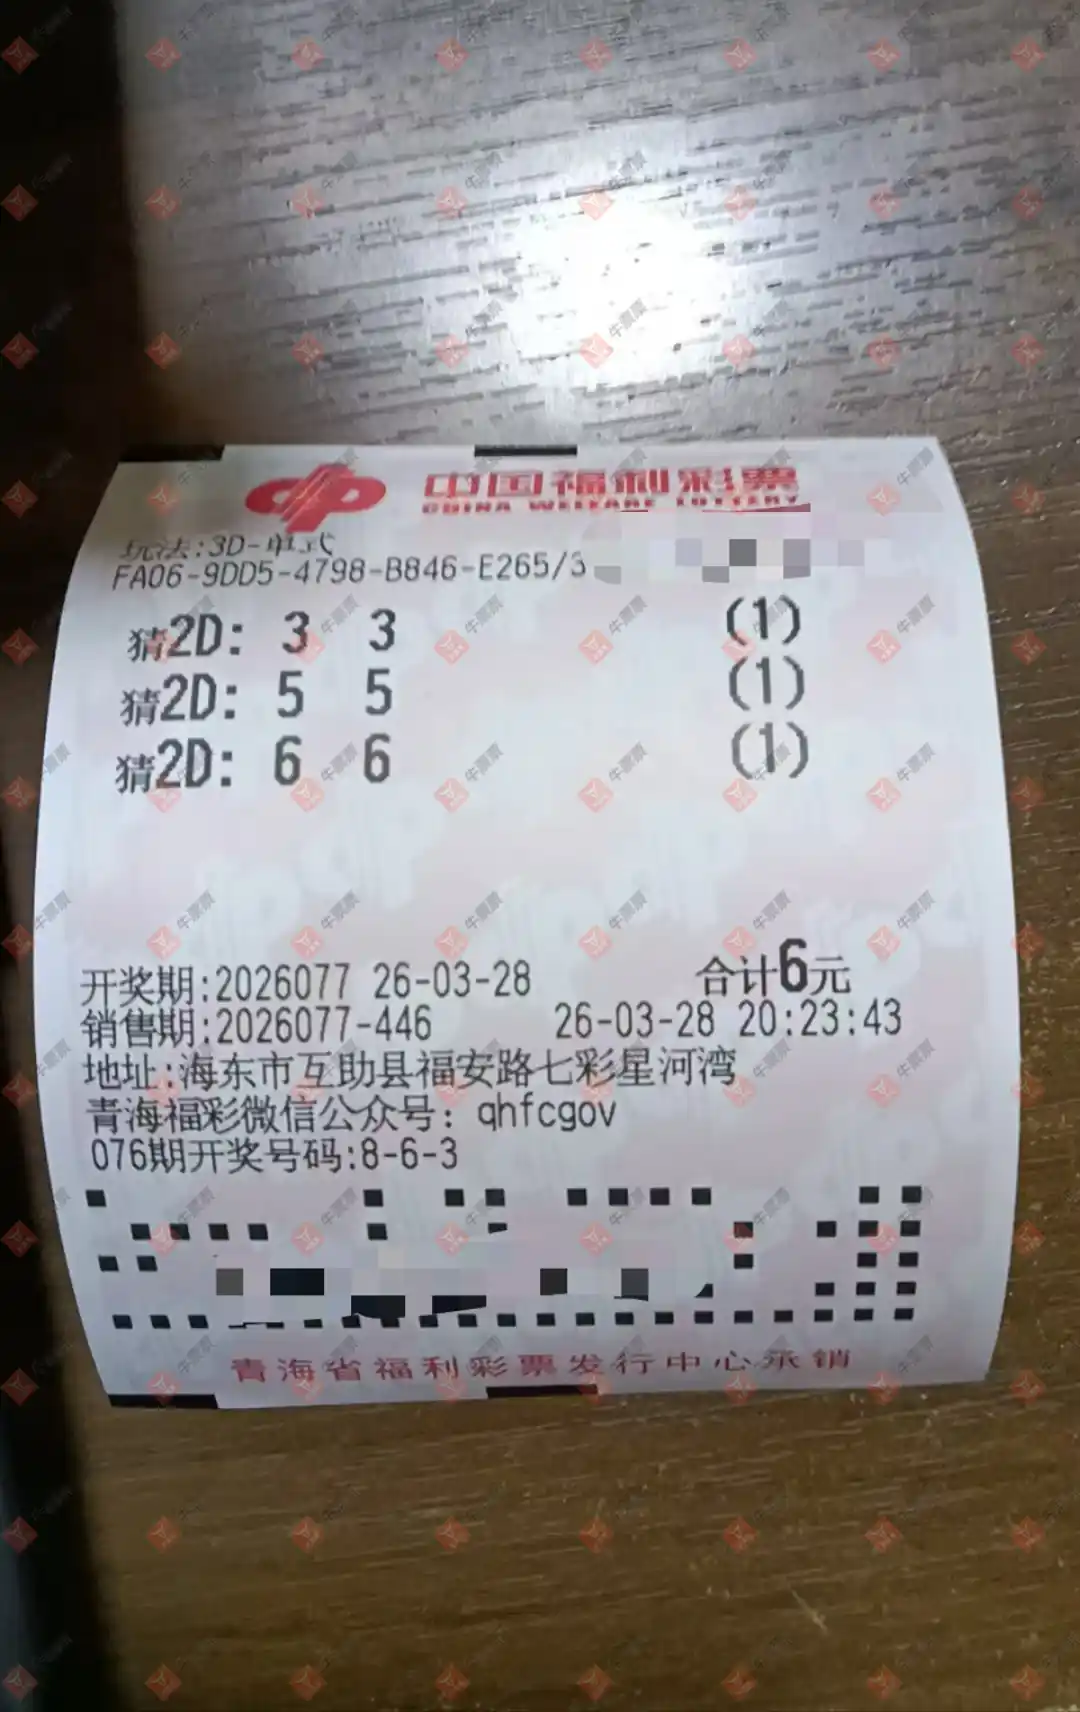 中国福利彩票
CHINA WELFARE LOTTERY
玩法:3D-单式
FA06-9DD5-4798-B846-E265/3
猜2D: 3 3 (1)
猜2D: 5 5 (1)
猜2D: 6 6 (1)
开奖期:2026077 26-03-28 合计6元
销售期:2026077-446 26-03-28 20:23:43
地址:海东市互助县福安路七彩星河湾
青海福彩微信公众号: qhfcgov
076期开奖号码:8-6-3
青海省福利彩票发行中心承销
牛票票